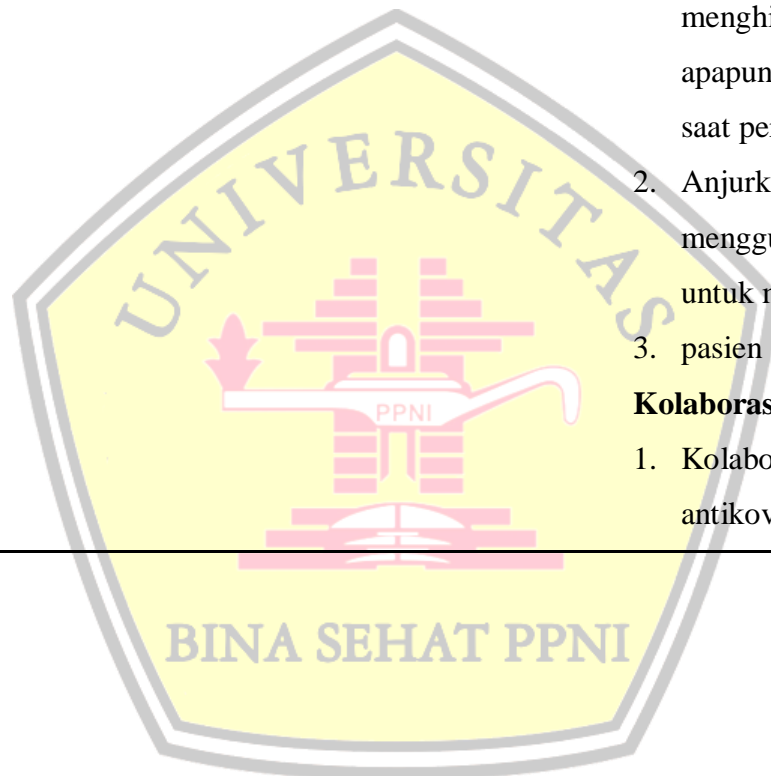 menghi
apapun
saat pe
2. Anjurk
menggu
untuk
3. pasien
Kolaboras
1. Kolabo
antikov
UNIVERSITAS
PPNI
BINA SEHAT PPNI